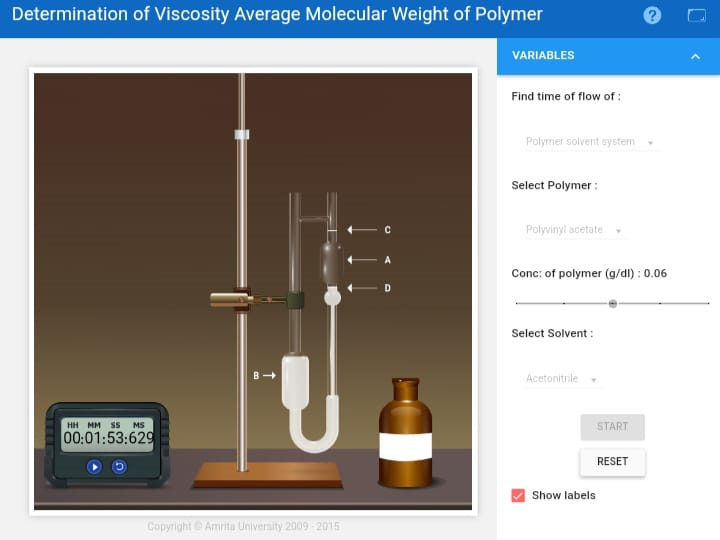 Determination of Viscosity Average Molecular Weight of Polymer
?
VARIABLES
Find time of flow of :
Polymer solvent system
Select Polymer :
Polyvinyl acetate
Conc: of polymer (g/dl) : 0.06
Select Solvent :
Acetonitrile
START
RESET
Show labels
C
A
D
B
HH MM SS MS
00:01:53:629
Copyright © Amrita University 2009 - 2015